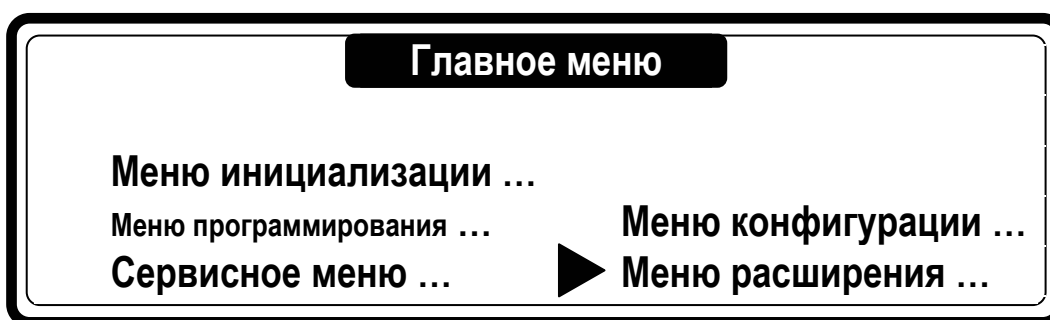 Главное меню
Меню инициализации …
Меню программирования … Меню конфигурации …
Сервисное меню … Меню расширения …